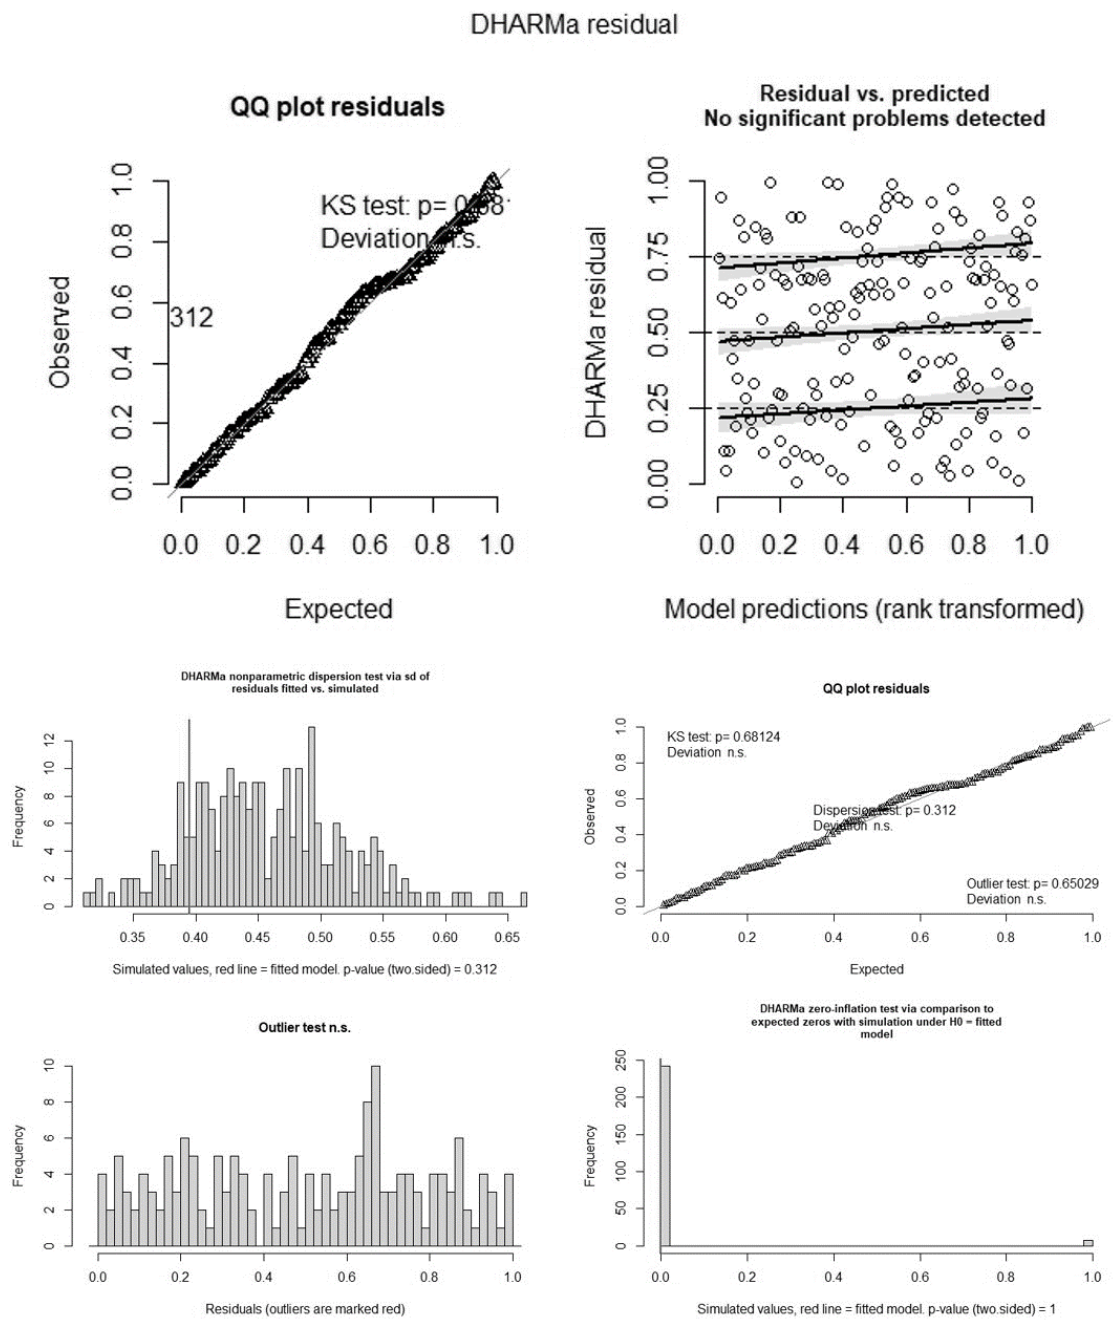 DHARMa residual
QQ plot residuals
Observed
0.0 0.2 0.4 0.6 0.8 1.0
KS test: p=
Deviation n.s.
312
0.0 0.2 0.4 0.6 0.8 1.0
Expected
Residual vs. predicted
No significant problems detected
DHARMa residual
0.00 0.25 0.50 0.75 1.00
0.0 0.2 0.4 0.6 0.8 1.0
Model predictions (rank transformed)
DHARMa nonparametric dispersion test via sd of
residuals fitted vs. simulated
Frequency
0 2 4 6 8 10 12
0.35 0.40 0.45 0.50 0.55 0.60 0.65
Simulated values, red line = fitted model. p-value (two.sided) = 0.312
QQ plot residuals
Observed
0.0 0.2 0.4 0.6 0.8 1.0
KS test: p= 0.68124
Deviation n.s.
Dispersion test: p= 0.312
Deviation n.s.
Outlier test: p= 0.65029
Deviation n.s.
0.0 0.2 0.4 0.6 0.8 1.0
Expected
Outlier test n.s.
Frequency
0 2 4 6 8 10
0.0 0.2 0.4 0.6 0.8 1.0
Residuals (outliers are marked red)
DHARMa zero-inflation test via comparison to
expected zeros with simulation under H0 = fitted
model
Frequency
0 50 100 150 200 250
0.0 0.2 0.4 0.6 0.8 1.0
Simulated values, red line = fitted model. p-value (two.sided) = 1